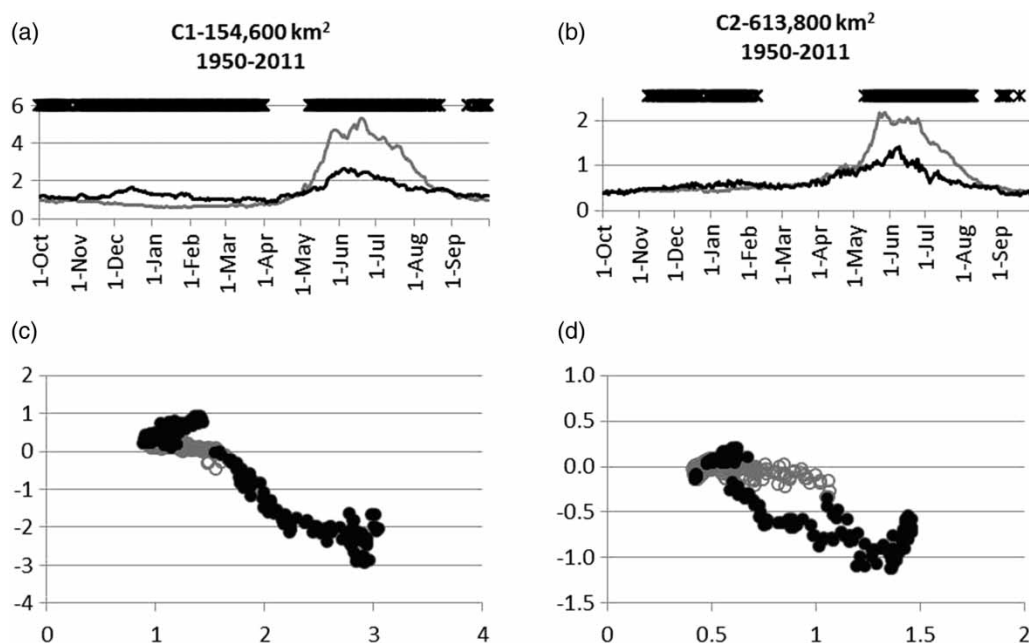 (a)
C1-154,600 km²
1950-2011
6
4
2
0
1-Oct
1-Nov
1-Dec
1-Jan
1-Feb
1-Mar
1-Apr
1-May
1-Jun
1-Jul
1-Aug
1-Sep
(b)
C2-613,800 km²
1950-2011
2
1
0
1-Oct
1-Nov
1-Dec
1-Jan
1-Feb
1-Mar
1-Apr
1-May
1-Jun
1-Jul
1-Aug
1-Sep
(c)
2
1
0
-1
-2
-3
-4
0
1
2
3
4
(d)
1.0
0.5
0.0
-0.5
-1.0
-1.5
0
0.5
1
1.5
2